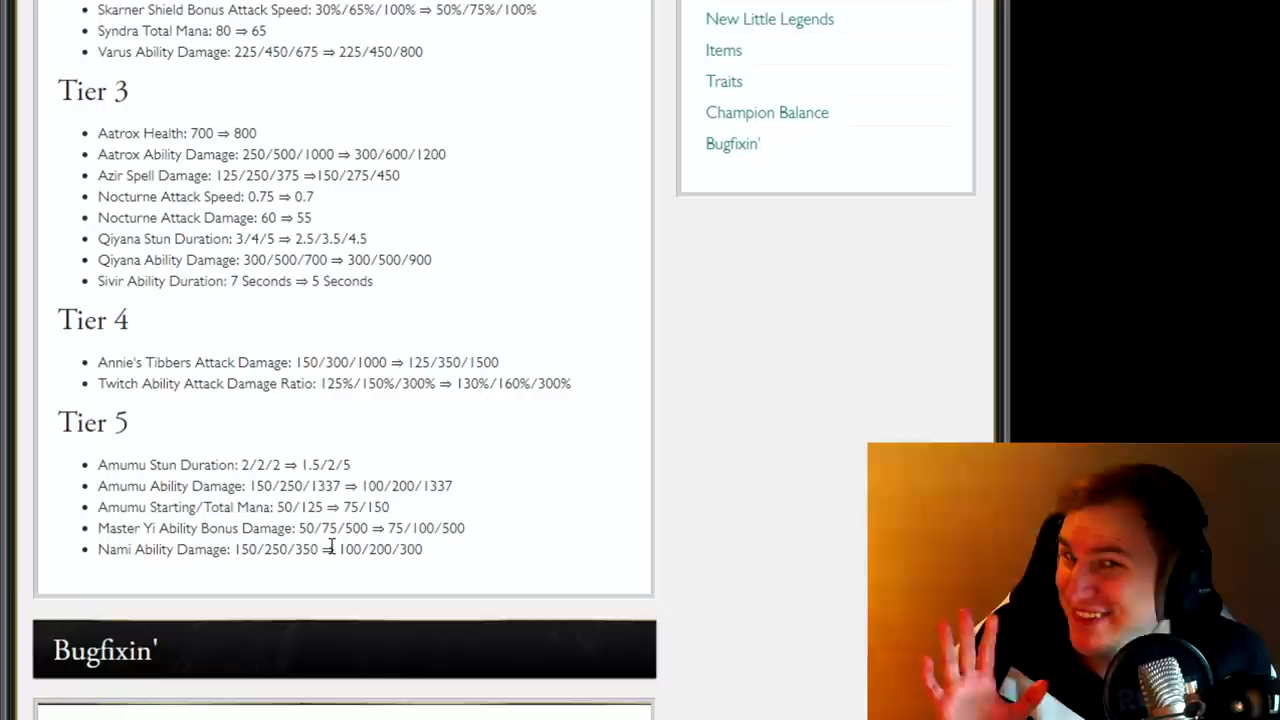 Skarner Shield Bonus Attack Speed: 30%/65%/100% ⇒ 50%/75%/100%
Syndra Total Mana: 80 ⇒ 65
Varus Ability Damage: 225/450/675 ⇒ 225/450/800
Tier 3
Aatrox Health: 700 ⇒ 800
Aatrox Ability Damage: 250/500/1000 ⇒ 300/600/1200
Azir Spell Damage: 125/250/375 ⇒150/275/450
Nocturne Attack Speed: 0.75 ⇒ 0.7
Nocturne Attack Damage: 60 ⇒ 55
Qiyana Stun Duration: 3/4/5 ⇒ 2.5/3.5/4.5
Qiyana Ability Damage: 300/500/700 ⇒ 300/500/900
Sivir Ability Duration: 7 Seconds ⇒ 5 Seconds
Tier 4
Annie's Tibbers Attack Damage: 150/300/1000 ⇒ 125/350/1500
Twitch Ability Attack Damage Ratio: 125%/150%/300% ⇒ 130%/160%/300%
Tier 5
Amumu Stun Duration: 2/2/2 ⇒ 1.5/2/5
Amumu Ability Damage: 150/250/1337 ⇒ 100/200/1337
Amumu Starting/Total Mana: 50/125 ⇒ 75/150
Master Yi Ability Bonus Damage: 50/75/500 ⇒ 75/100/500
Nami Ability Damage: 150/250/350 ⇒ 100/200/300
Bugfixin'
New Little Legends
Items
Traits
Champion Balance
Bugfixin'